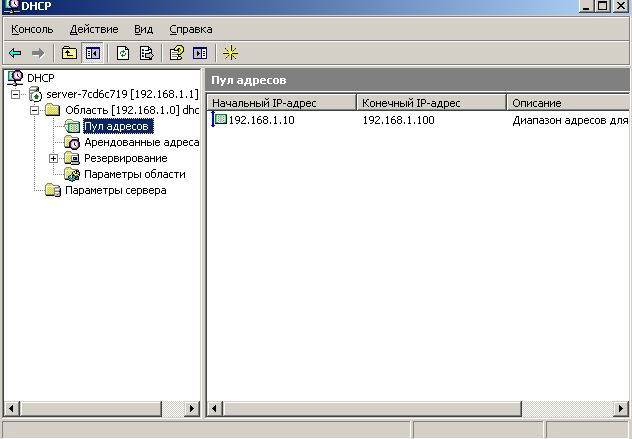 DHCP
Консоль Действие Вид Справка
DHCP
server-7cd6c719 [192.168.1.1]
Область [192.168.1.0] dhc
Пул адресов
Арендованные адреса
Резервирование
Параметры области
Параметры сервера
Пул адресов
Начальный IP-адрес Конечный IP-адрес Описание
192.168.1.10 192.168.1.100 Диапазон адресов для